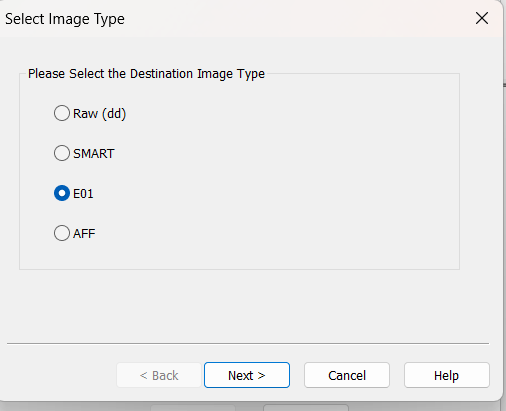 Select Image Type
Please Select the Destination Image Type
Raw (dd)
SMART
E01
AFF
< Back Next > Cancel Help